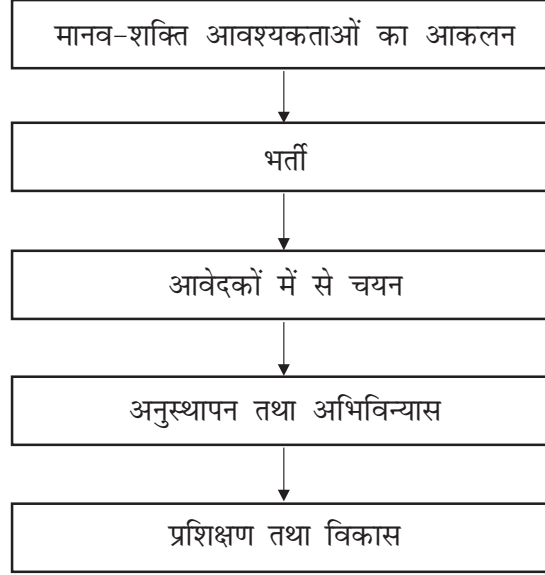 मानव-शक्ति आवश्यकताओं का आकलन
भर्ती
आवेदकों में से चयन
अनुस्थापन तथा अभिविन्यास
प्रशिक्षण तथा विकास